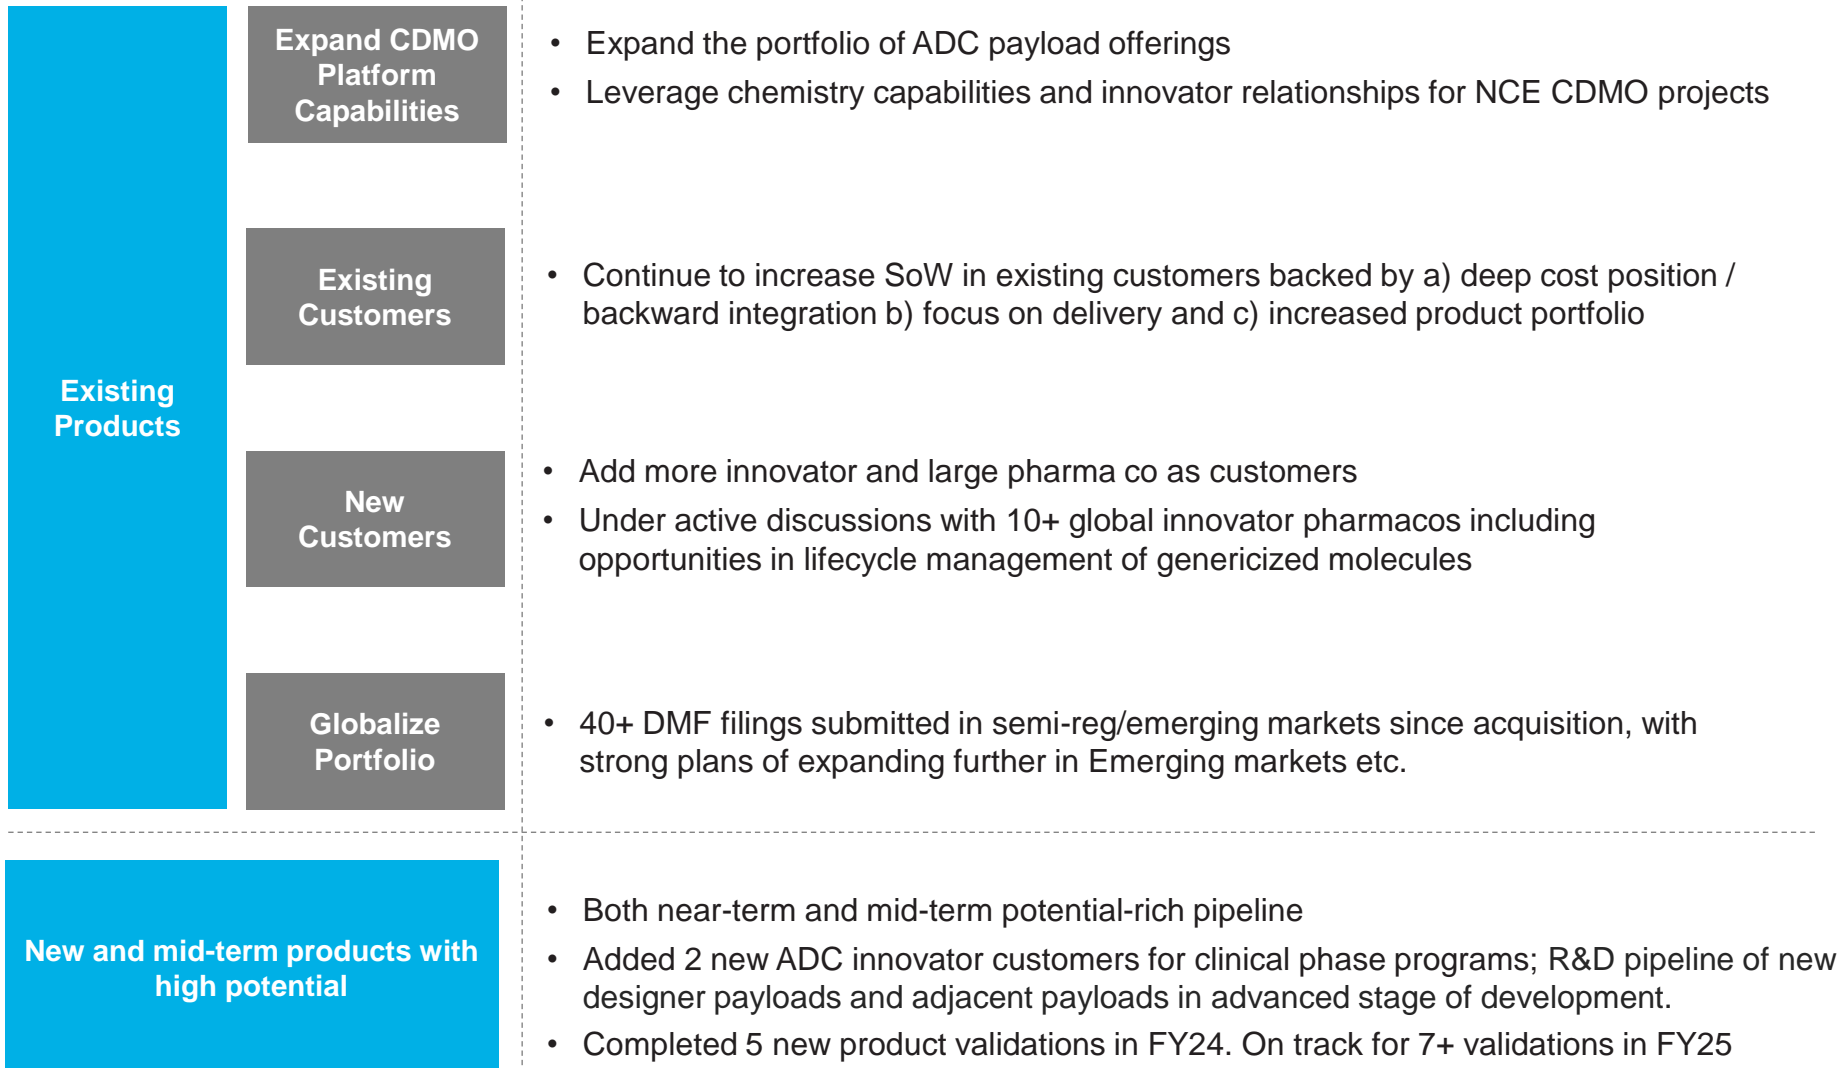 Existing
Products
Expand CDMO
Platform
Capabilities
• Expand the portfolio of ADC payload offerings
• Leverage chemistry capabilities and innovator relationships for NCE CDMO projects
Existing
Customers
• Continue to increase SoW in existing customers backed by a) deep cost position /
backward integration b) focus on delivery and c) increased product portfolio
New
Customers
• Add more innovator and large pharma co as customers
• Under active discussions with 10+ global innovator pharmacos including
opportunities in lifecycle management of genericized molecules
Globalize
Portfolio
• 40+ DMF filings submitted in semi-reg/emerging markets since acquisition, with
strong plans of expanding further in Emerging markets etc.
New and mid-term products with
high potential
• Both near-term and mid-term potential-rich pipeline
• Added 2 new ADC innovator customers for clinical phase programs; R&D pipeline of new
designer payloads and adjacent payloads in advanced stage of development.
• Completed 5 new product validations in FY24. On track for 7+ validations in FY25